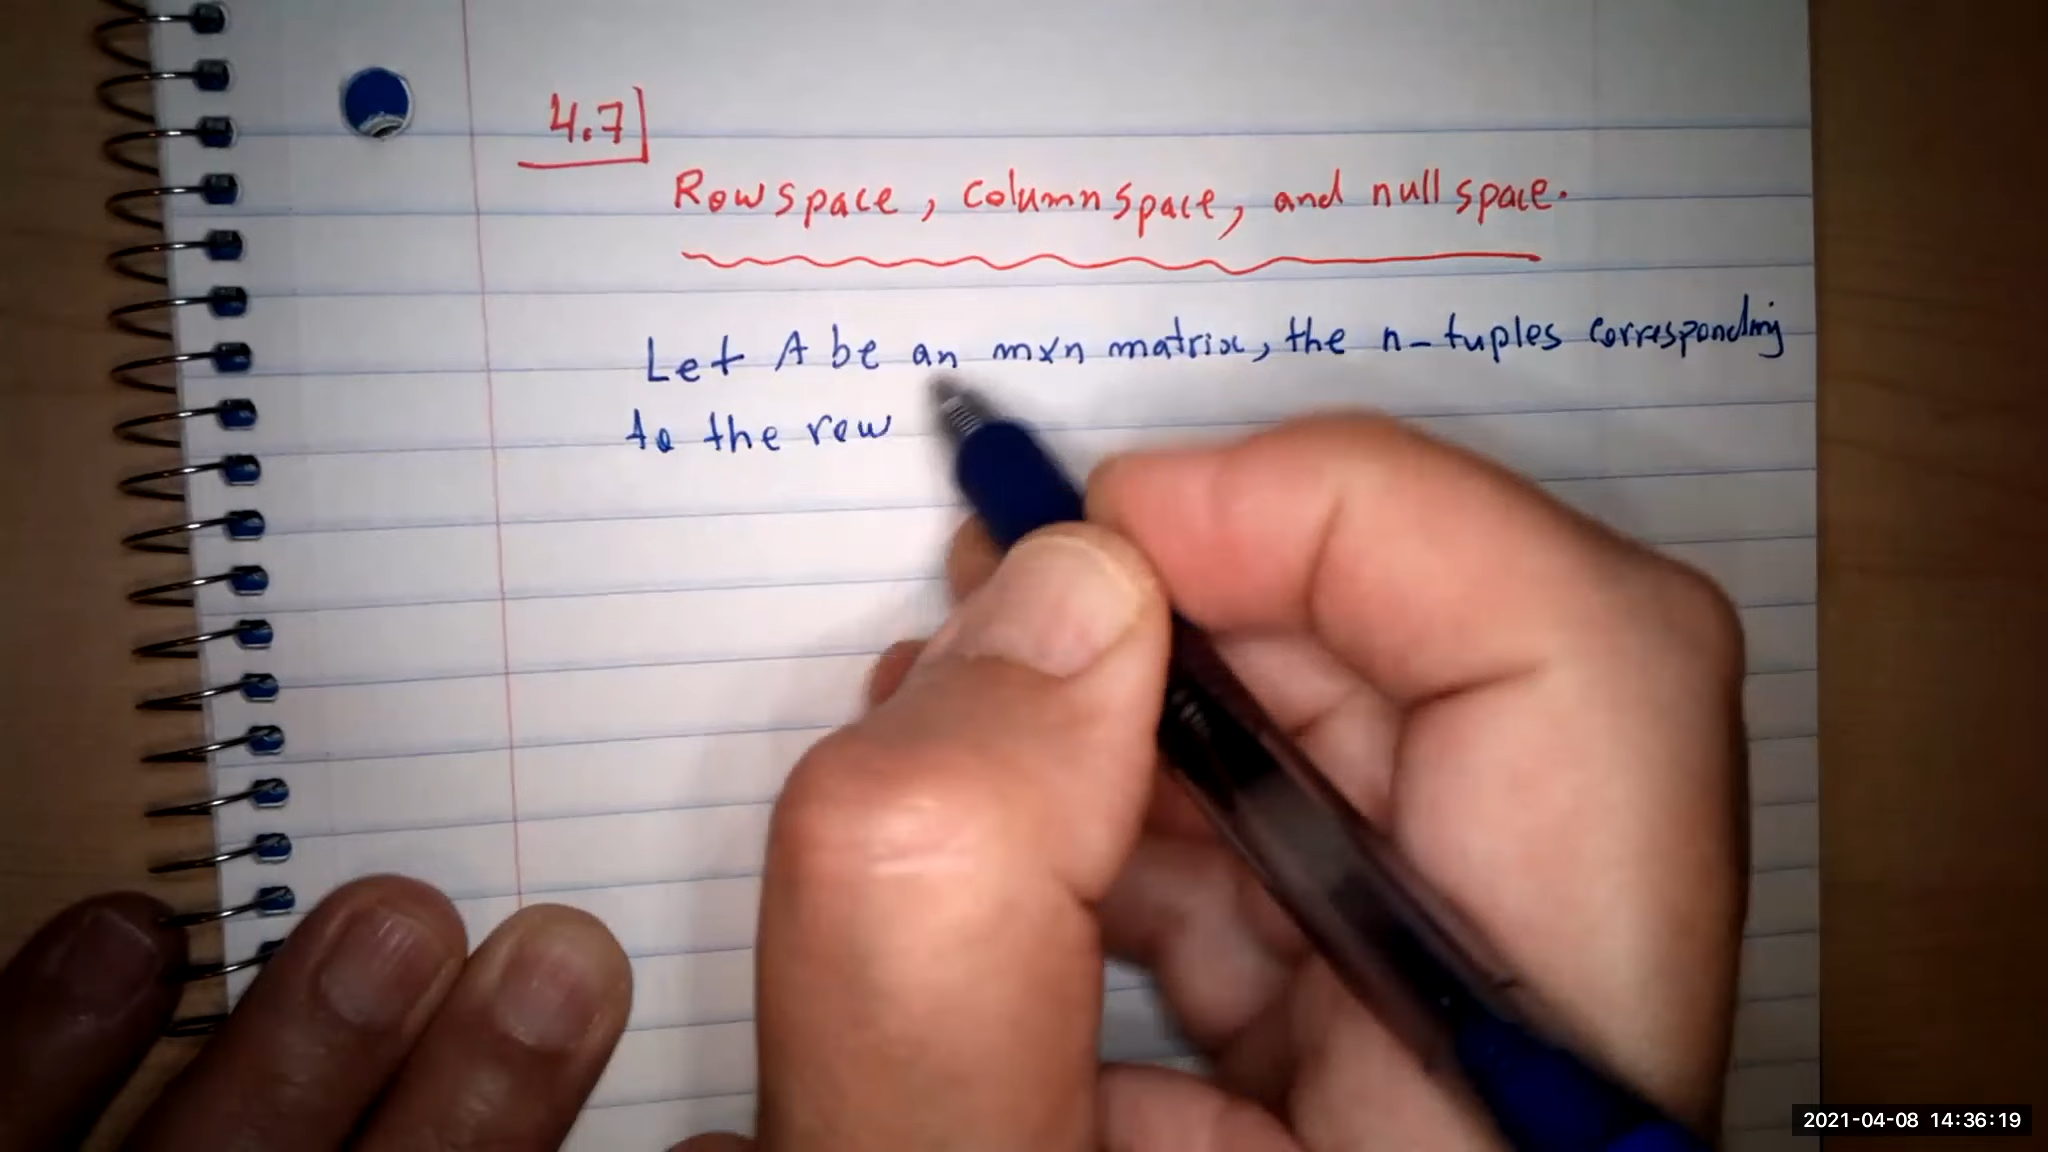 4.7
Row space, Column space, and null space.
Let A be an mxn matrix, the n-tuples corresponding
to the row
2021-04-08 14:36:19